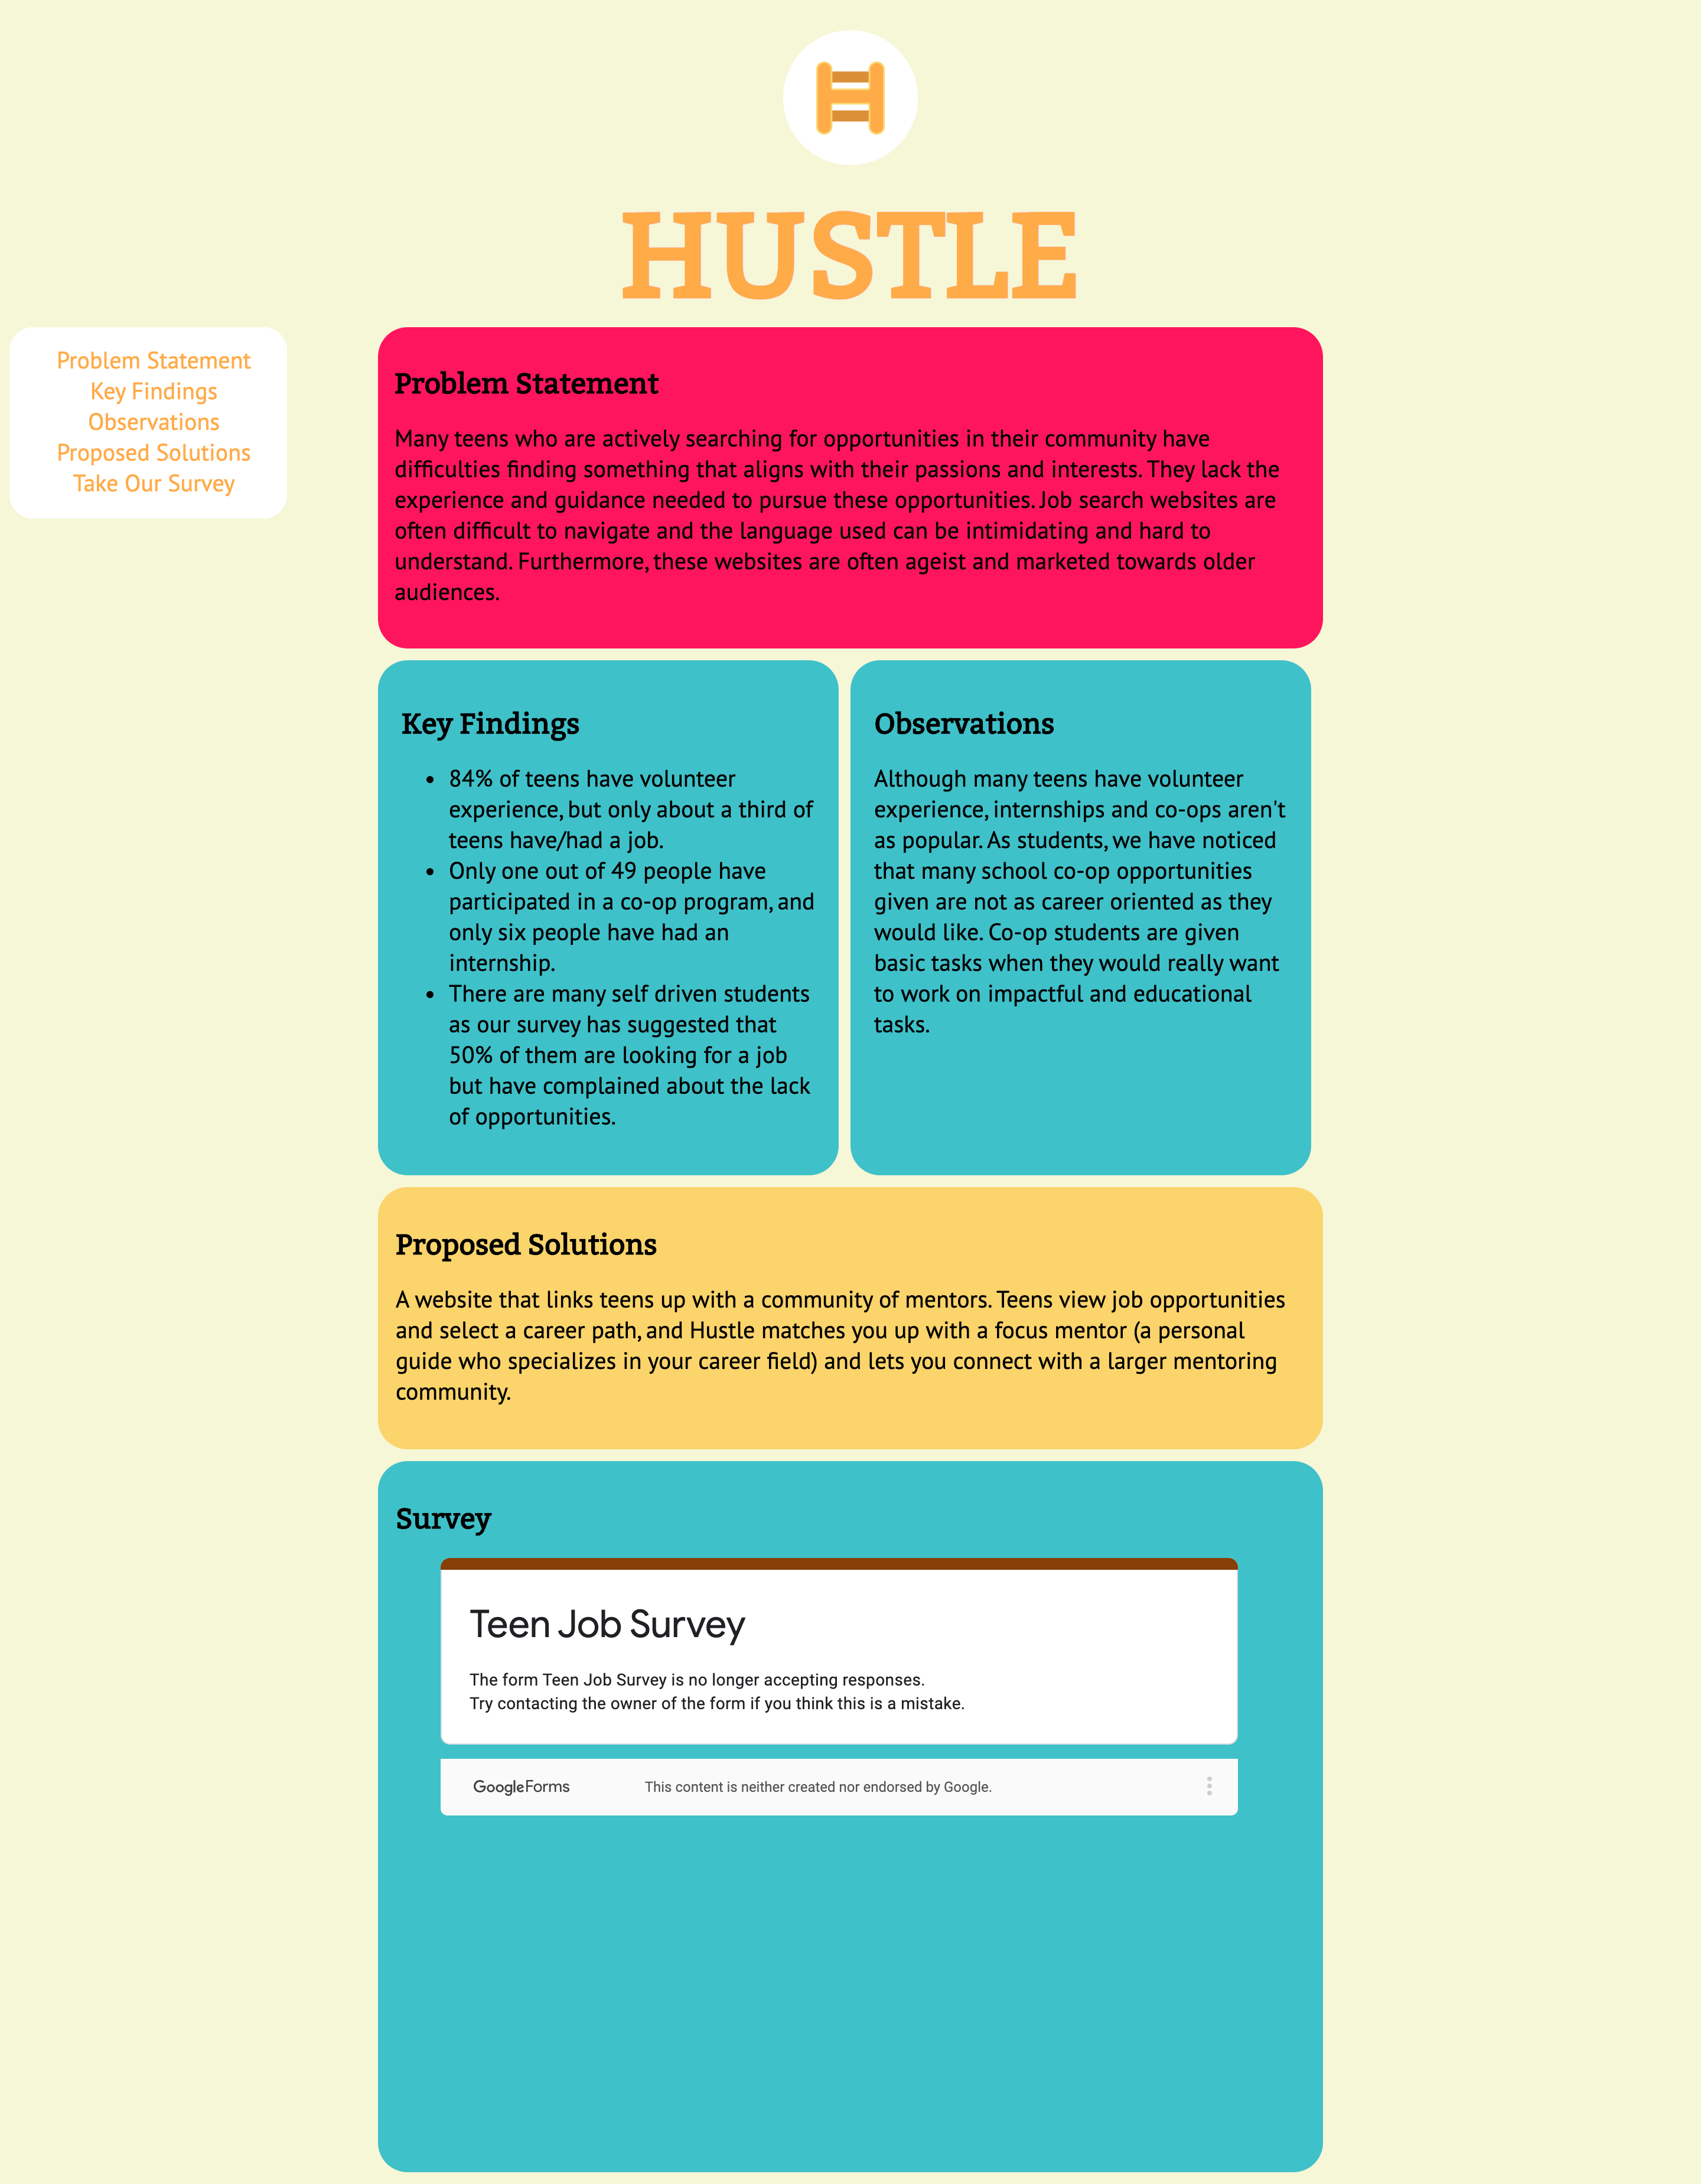 HUSTLE
Problem Statement
Key Findings
Observations
Proposed Solutions
Take Our Survey
Problem Statement
Many teens who are actively searching for opportunities in their community have
difficulties finding something that aligns with their passions and interests. They lack the
experience and guidance needed to pursue these opportunities. Job search websites are
often difficult to navigate and the language used can be intimidating and hard to
understand. Furthermore, these websites are often ageist and marketed towards older
audiences.
Key Findings
• 84% of teens have volunteer
experience, but only about a third of
teens have/had a job.
• Only one out of 49 people have
participated in a co-op program, and
only six people have had an
internship.
• There are many self driven students
as our survey has suggested that
50% of them are looking for a job
but have complained about the lack
of opportunities.
Observations
Although many teens have volunteer
experience, internships and co-ops aren't
as popular. As students, we have noticed
that many school co-op opportunities
given are not as career oriented as they
would like. Co-op students are given
basic tasks when they would really want
to work on impactful and educational
tasks.
Proposed Solutions
A website that links teens up with a community of mentors. Teens view job opportunities
and select a career path, and Hustle matches you up with a focus mentor (a personal
guide who specializes in your career field) and lets you connect with a larger mentoring
community.
Survey
Teen Job Survey
The form Teen Job Survey is no longer accepting responses.
Try contacting the owner of the form if you think this is a mistake.
Google Forms
This content is neither created nor endorsed by Google.